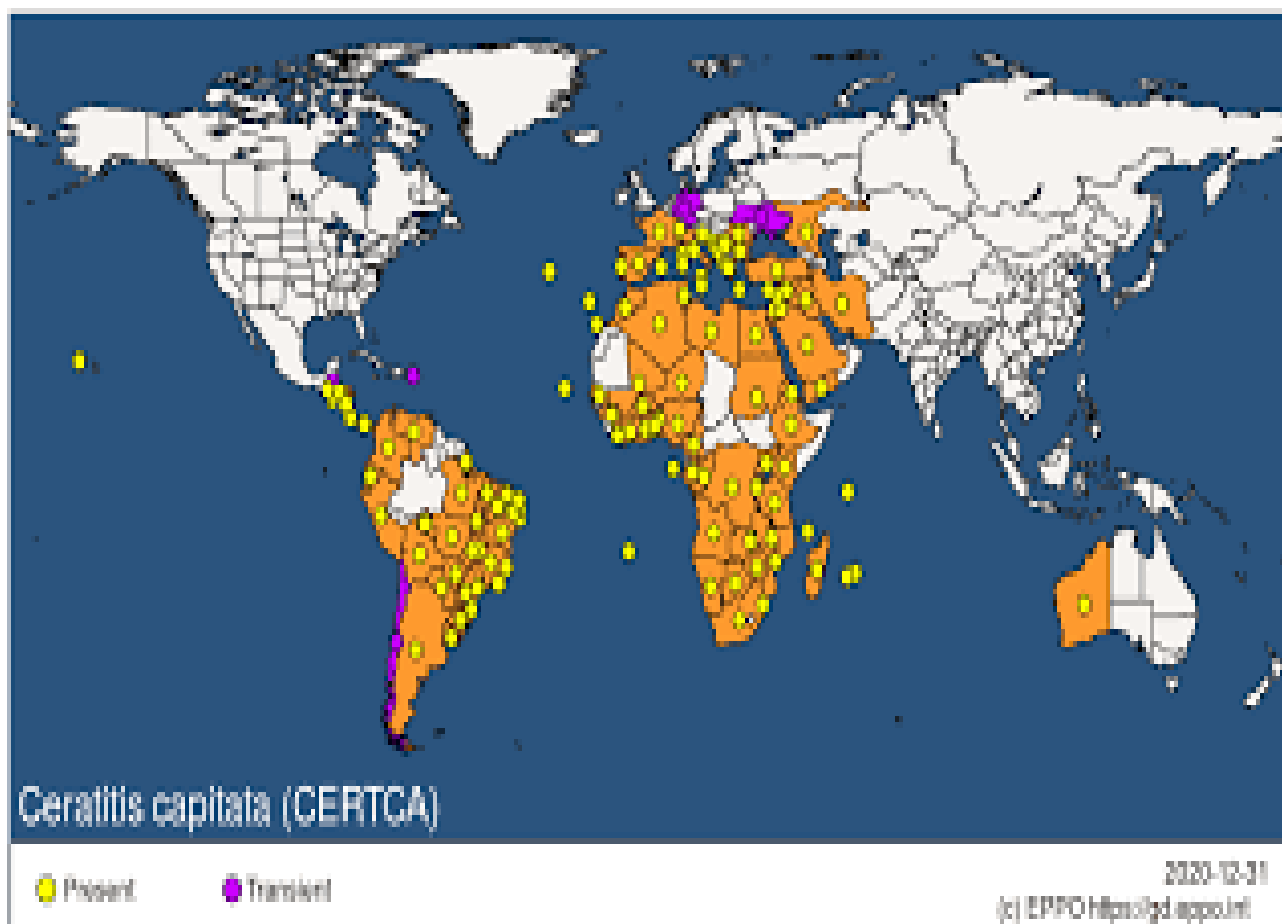 Ceratitis capitata (CERTCA)
Present
Transient
2020-12-31
(c) EPPO https://gd.eppo.int